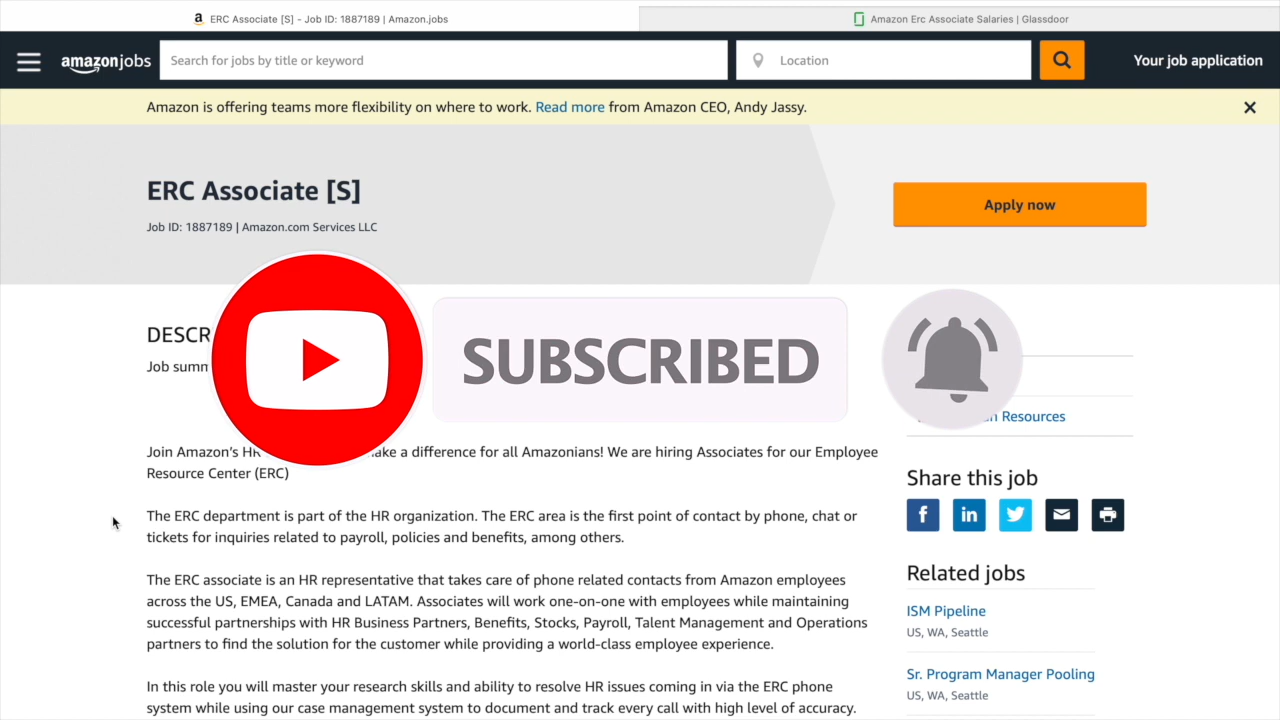 ERC Associate [S] - Job ID: 1887189 | Amazon.jobs
Amazon Erc Associate Salaries | Glassdoor
amazon jobs
Search for jobs by title or keyword
Location
Your job application
Amazon is offering teams more flexibility on where to work. Read more from Amazon CEO, Andy Jassy.
ERC Associate [S]
Job ID: 1887189 | Amazon.com Services LLC
Apply now
DESCR
Job summ
SUBSCRIBED
Resources
Join Amazon's HR ake a difference for all Amazonians! We are hiring Associates for our Employee
Resource Center (ERC)
The ERC department is part of the HR organization. The ERC area is the first point of contact by phone, chat or
tickets for inquiries related to payroll, policies and benefits, among others.
The ERC associate is an HR representative that takes care of phone related contacts from Amazon employees
across the US, EMEA, Canada and LATAM. Associates will work one-on-one with employees while maintaining
successful partnerships with HR Business Partners, Benefits, Stocks, Payroll, Talent Management and Operations
partners to find the solution for the customer while providing a world-class employee experience.
In this role you will master your research skills and ability to resolve HR issues coming in via the ERC phone
system while using our case management system to document and track every call with high level of accuracy.
Share this job
Related jobs
ISM Pipeline
US, WA, Seattle
Sr. Program Manager Pooling
US, WA, Seattle